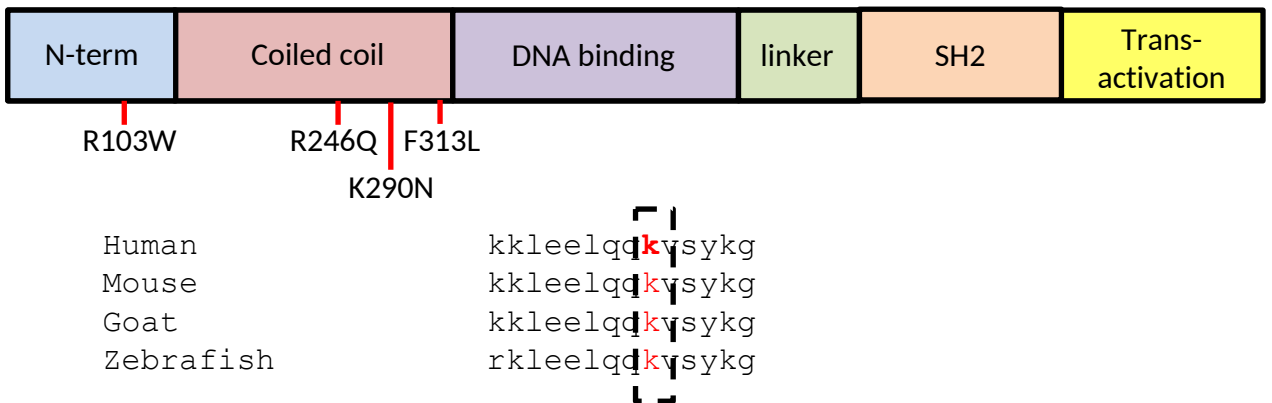 N-term Coiled coil DNA binding linker SH2 Trans-
activation
R103W R246Q F313L
K290N
Human kkleelqqkvsykg
Mouse kkleelqqkvsykg
Goat kkleelqqkvsykg
Zebrafish rkleelqqkvsykg